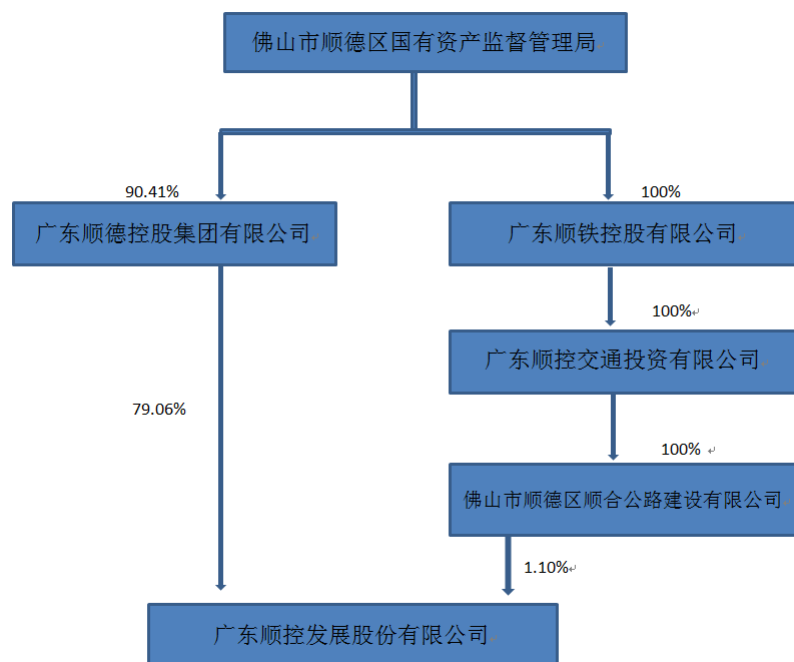 佛山市顺德区国有资产监督管理局
90.41%
100%
广东顺德控股集团有限公司
广东顺铁控股有限公司
100%
广东顺控交通投资有限公司
79.06%
100%
佛山市顺德区顺合公路建设有限公司
1.10%
广东顺控发展股份有限公司